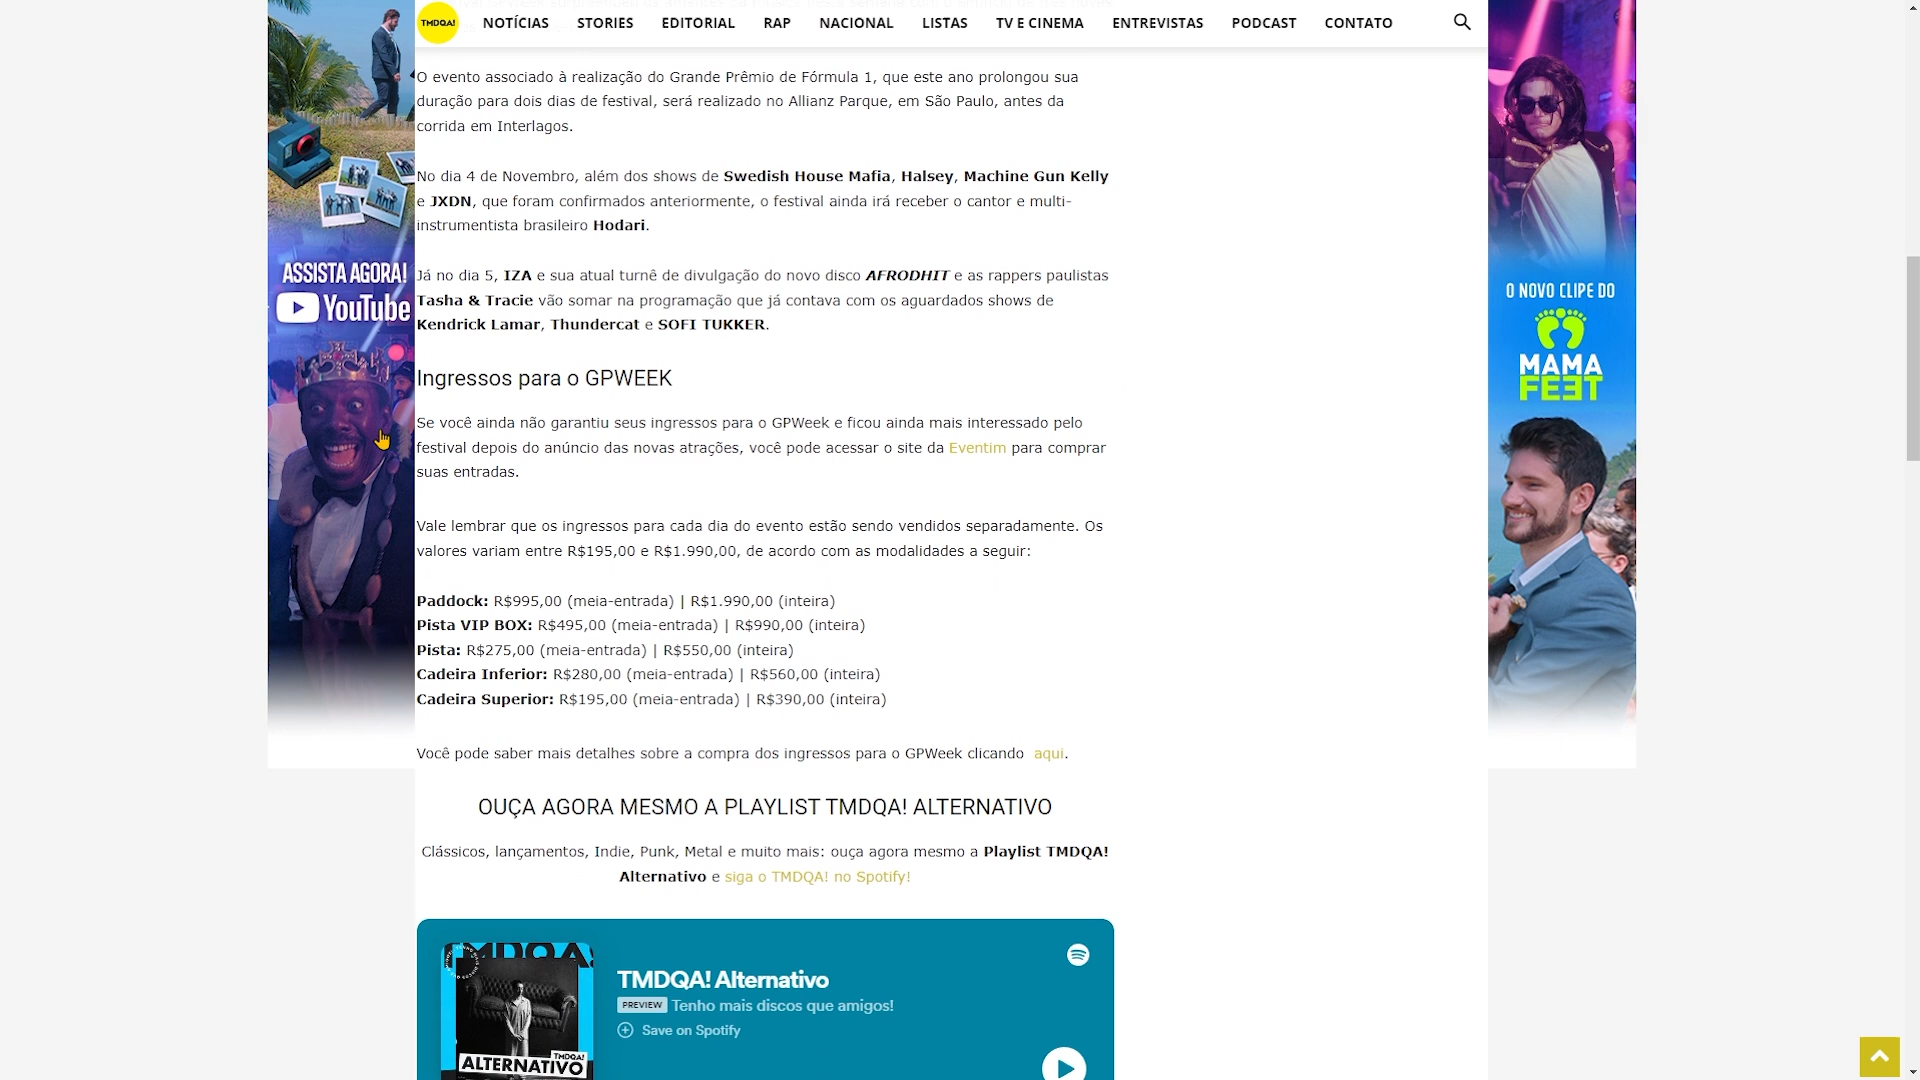 TMDQA!
NOTÍCIAS STORIES EDITORIAL RAP NACIONAL LISTAS TV E CINEMA ENTREVISTAS PODCAST CONTATO
O evento associado à realização do Grande Prêmio de Fórmula 1, que este ano prolongou sua
duração para dois dias de festival, será realizado no Allianz Parque, em São Paulo, antes da
corrida em Interlagos.
No dia 4 de Novembro, além dos shows de Swedish House Mafia, Halsey, Machine Gun Kelly
e JXDN, que foram confirmados anteriormente, o festival ainda irá receber o cantor e multi-
instrumentista brasileiro Hodari.
Já no dia 5, IZA e sua atual turnê de divulgação do novo disco AFRODHIT e as rappers paulistas
Tasha & Tracie vão somar na programação que já contava com os aguardados shows de
Kendrick Lamar, Thundercat e SOFI TUKKER.
Ingressos para o GPWEEK
Se você ainda não garantiu seus ingressos para o GPWeek e ficou ainda mais interessado pelo
festival depois do anúncio das novas atrações, você pode acessar o site da Eventim para comprar
suas entradas.
Vale lembrar que os ingressos para cada dia do evento estão sendo vendidos separadamente. Os
valores variam entre R$195,00 e R$1.990,00, de acordo com as modalidades a seguir:
Paddock: R$995,00 (meia-entrada) | R$1.990,00 (inteira)
Pista VIP BOX: R$495,00 (meia-entrada) | R$990,00 (inteira)
Pista: R$275,00 (meia-entrada) | R$550,00 (inteira)
Cadeira Inferior: R$280,00 (meia-entrada) | R$560,00 (inteira)
Cadeira Superior: R$195,00 (meia-entrada) | R$390,00 (inteira)
Você pode saber mais detalhes sobre a compra dos ingressos para o GPWeek clicando aqui.
OUÇA AGORA MESMO A PLAYLIST TMDQA! ALTERNATIVO
Clássicos, lançamentos, Indie, Punk, Metal e muito mais: ouça agora mesmo a Playlist TMDQA!
Alternativo e siga o TMDQA! no Spotify!
TMDQA! Alternativo
PREVIEW Tenho mais discos que amigos!
Save on Spotify
TMDQA!
TMDQA!
ALTERNATIVO
ASSISTA AGORA!
YouTube
O NOVO CLIPE DO
MAMA
FEET